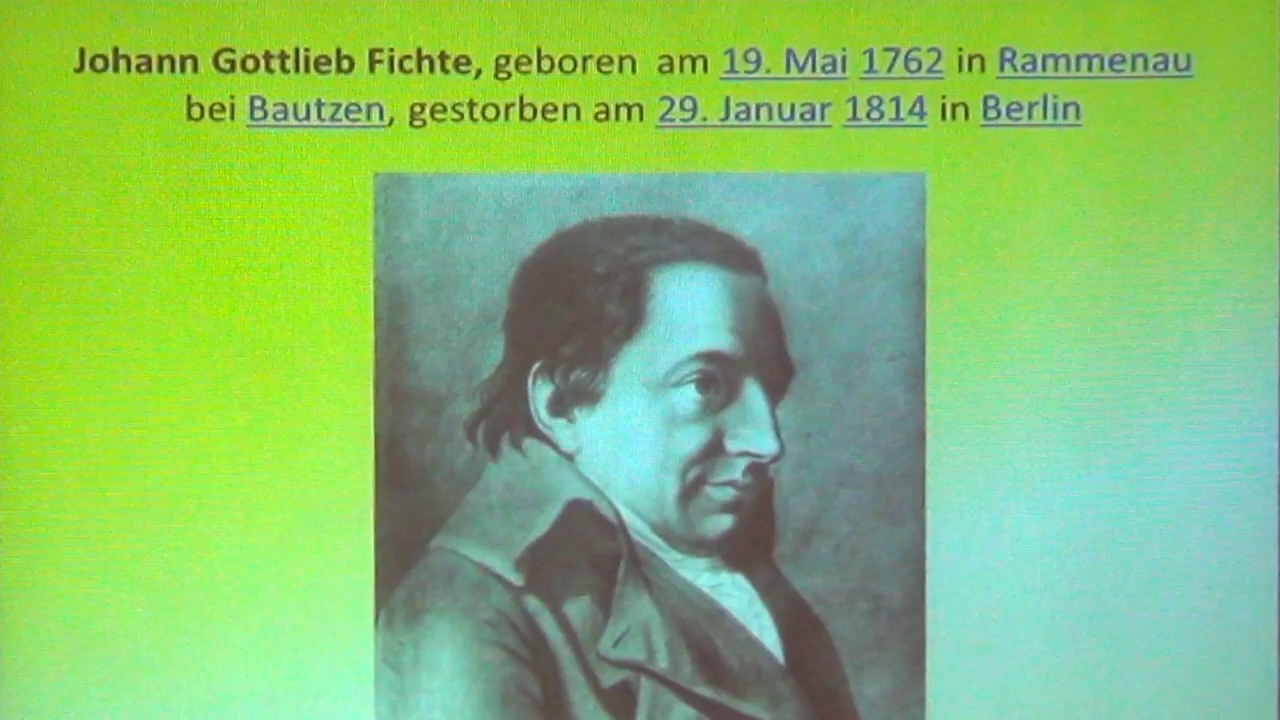 Johann Gottlieb Fichte, geboren am 19. Mai 1762 in Rammenau
bei Bautzen, gestorben am 29. Januar 1814 in Berlin